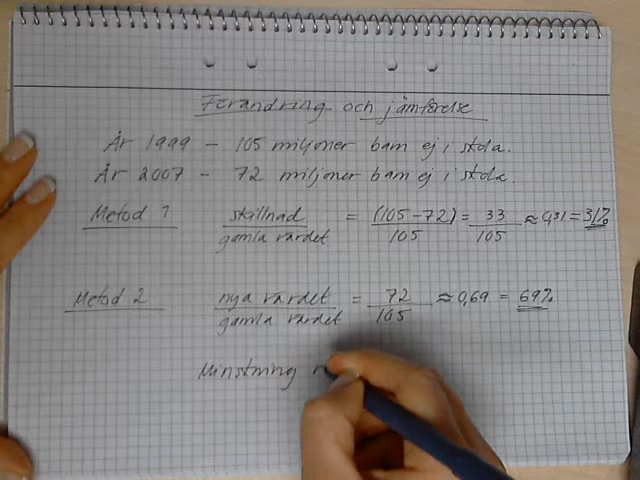 Förändring och jämförelse
År 1999 - 105 miljoner barn ej i skola.
År 2007 - 72 miljoner barn ej i skola.
Metod 1 skillnad / gamla värdet = (105-72) / 105 = 33 / 105 ≈ 0,31 = 31%
Metod 2 nya värdet / gamla värdet = 72 / 105 ≈ 0,69 = 69%
Minskning